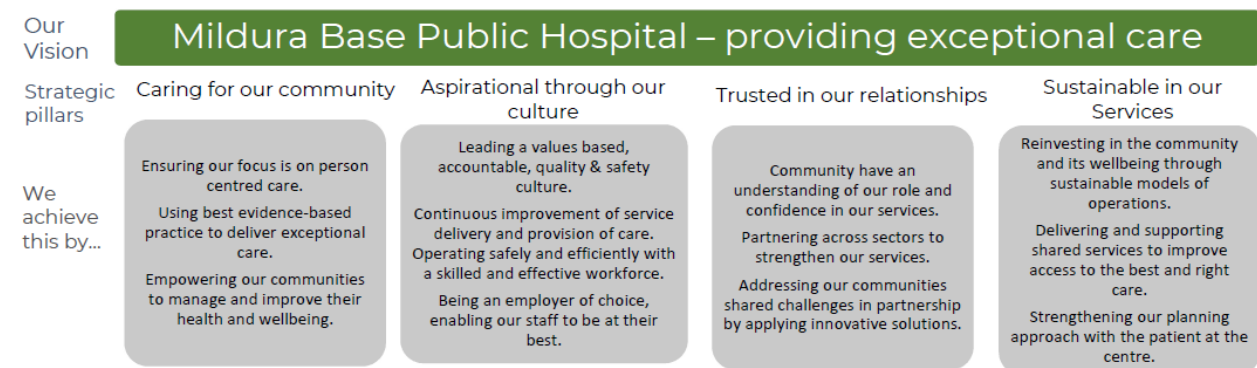 Our
Vision
Mildura Base Public Hospital – providing exceptional care
Strategic
pillars
Caring for our community
Aspirational through our
culture
Trusted in our relationships
Sustainable in our
Services
We
achieve
this by...
Ensuring our focus is on person
centred care.
Using best evidence-based
practice to deliver exceptional
care.
Empowering our communities
to manage and improve their
health and wellbeing.
Leading a values based,
accountable, quality & safety
culture.
Continuous improvement of service
delivery and provision of care.
Operating safely and efficiently with
a skilled and effective workforce.
Being an employer of choice,
enabling our staff to be at their
best.
Community have an
understanding of our role and
confidence in our services.
Partnering across sectors to
strengthen our services.
Addressing our communities
shared challenges in partnership
by applying innovative solutions.
Reinvesting in the community
and its wellbeing through
sustainable models of
operations.
Delivering and supporting
shared services to improve
access to the best and right
care.
Strengthening our planning
approach with the patient at the
centre.